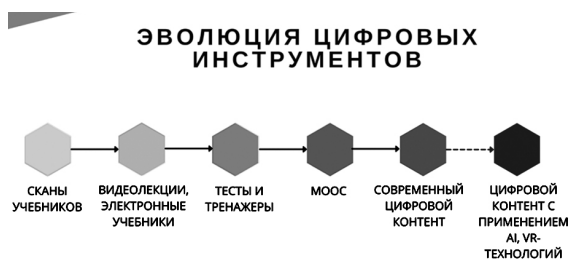 ЭВОЛЮЦИЯ ЦИФРОВЫХ
ИНСТРУМЕНТОВ
СКАНЫ
УЧЕБНИКОВ
ВИДЕОЛЕКЦИИ,
ЭЛЕКТРОННЫЕ
УЧЕБНИКИ
ТЕСТЫ И
ТРЕНАЖЕРЫ
МООС
СОВРЕМЕННЫЙ
ЦИФРОВОЙ
КОНТЕНТ
ЦИФРОВОЙ
КОНТЕНТ С
ПРИМЕНЕНИЕМ
AI, VR-
ТЕХНОЛОГИЙ